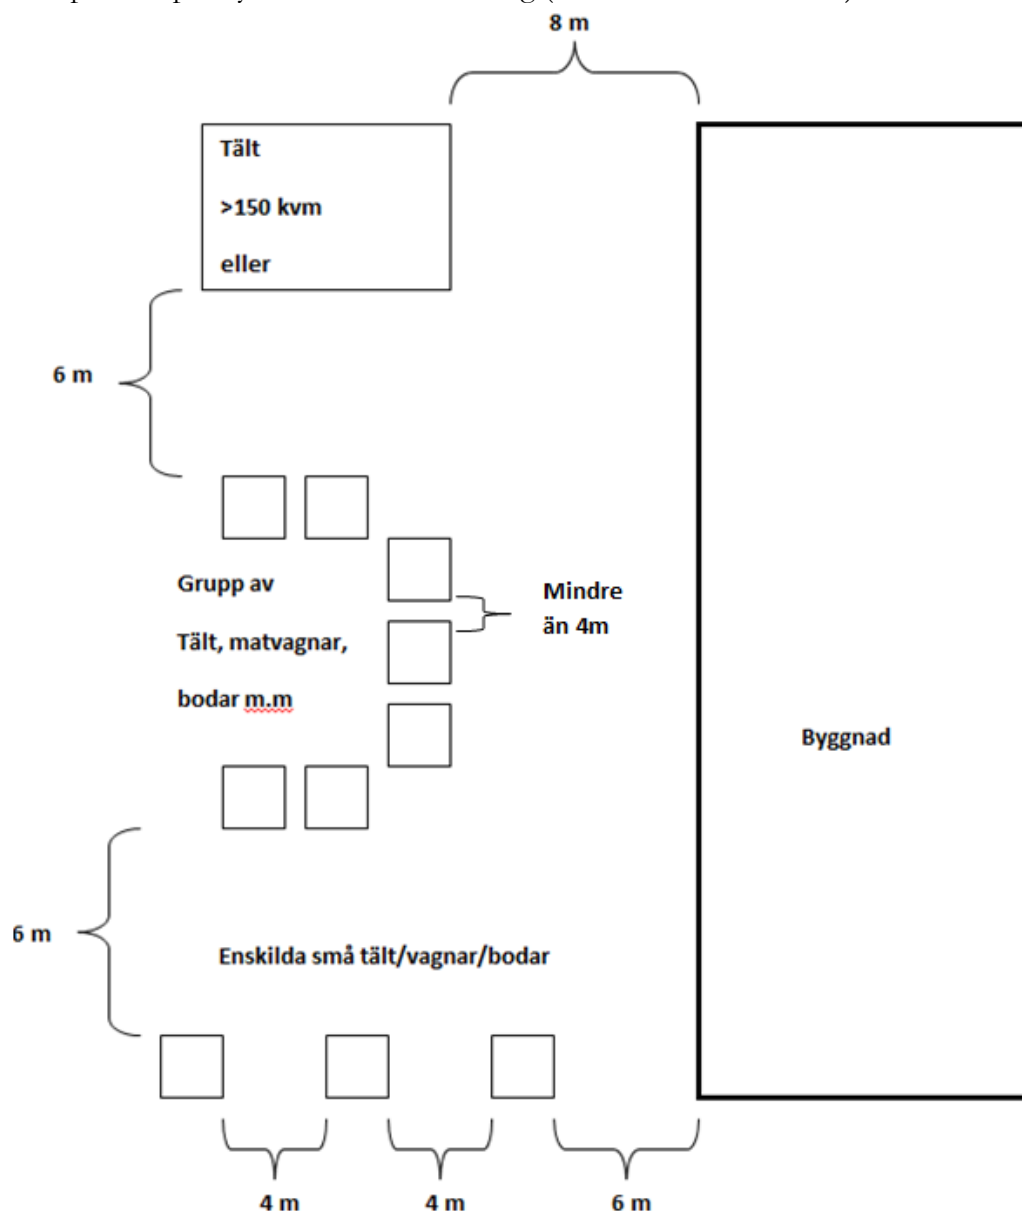 8 m
Tält
>150 kvm
eller
6 m
Grupp av
Tält, matvagnar,
bodar m.m
Mindre
än 4m
Byggnad
6 m
Enskilda små tält/vagnar/bodar
4 m
4 m
6 m